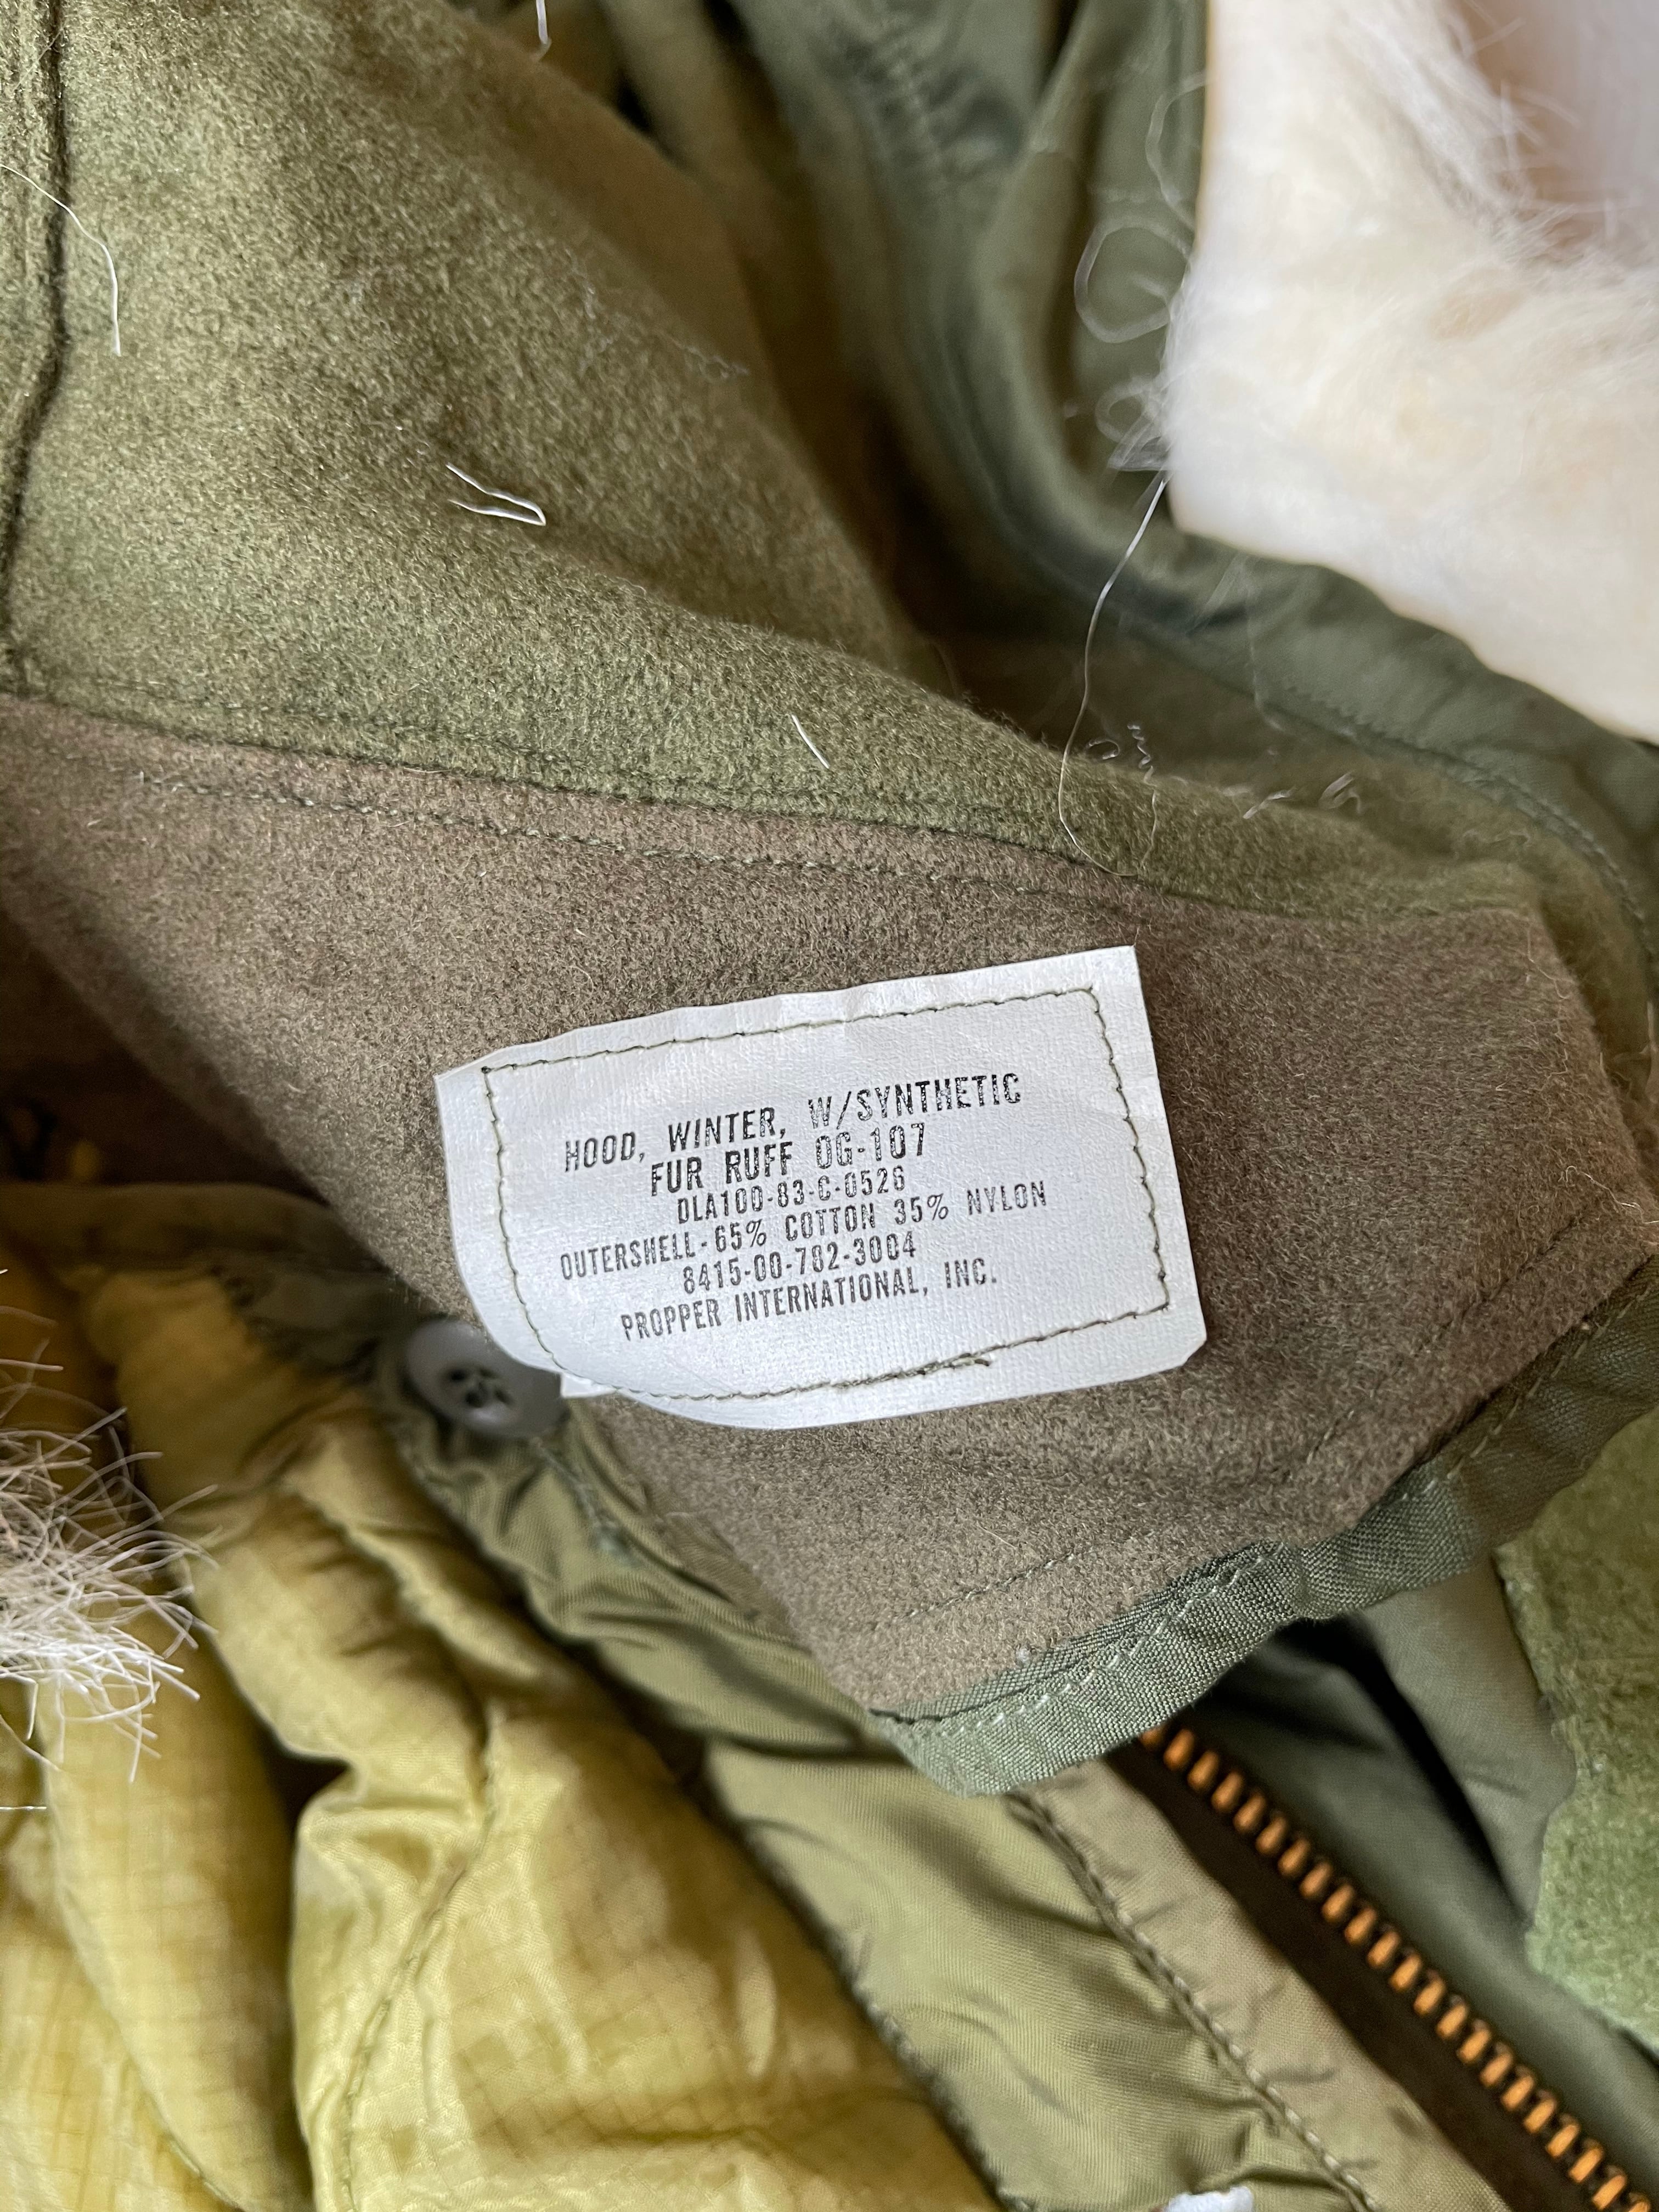 HOOD, WINTER, W/SYNTHETIC
FUR RUFF OG-107
DLA100-83-C-0526
OUTERSHELL-65% COTTON 35% NYLON
8415-00-782-3004
PROPPER INTERNATIONAL, INC.